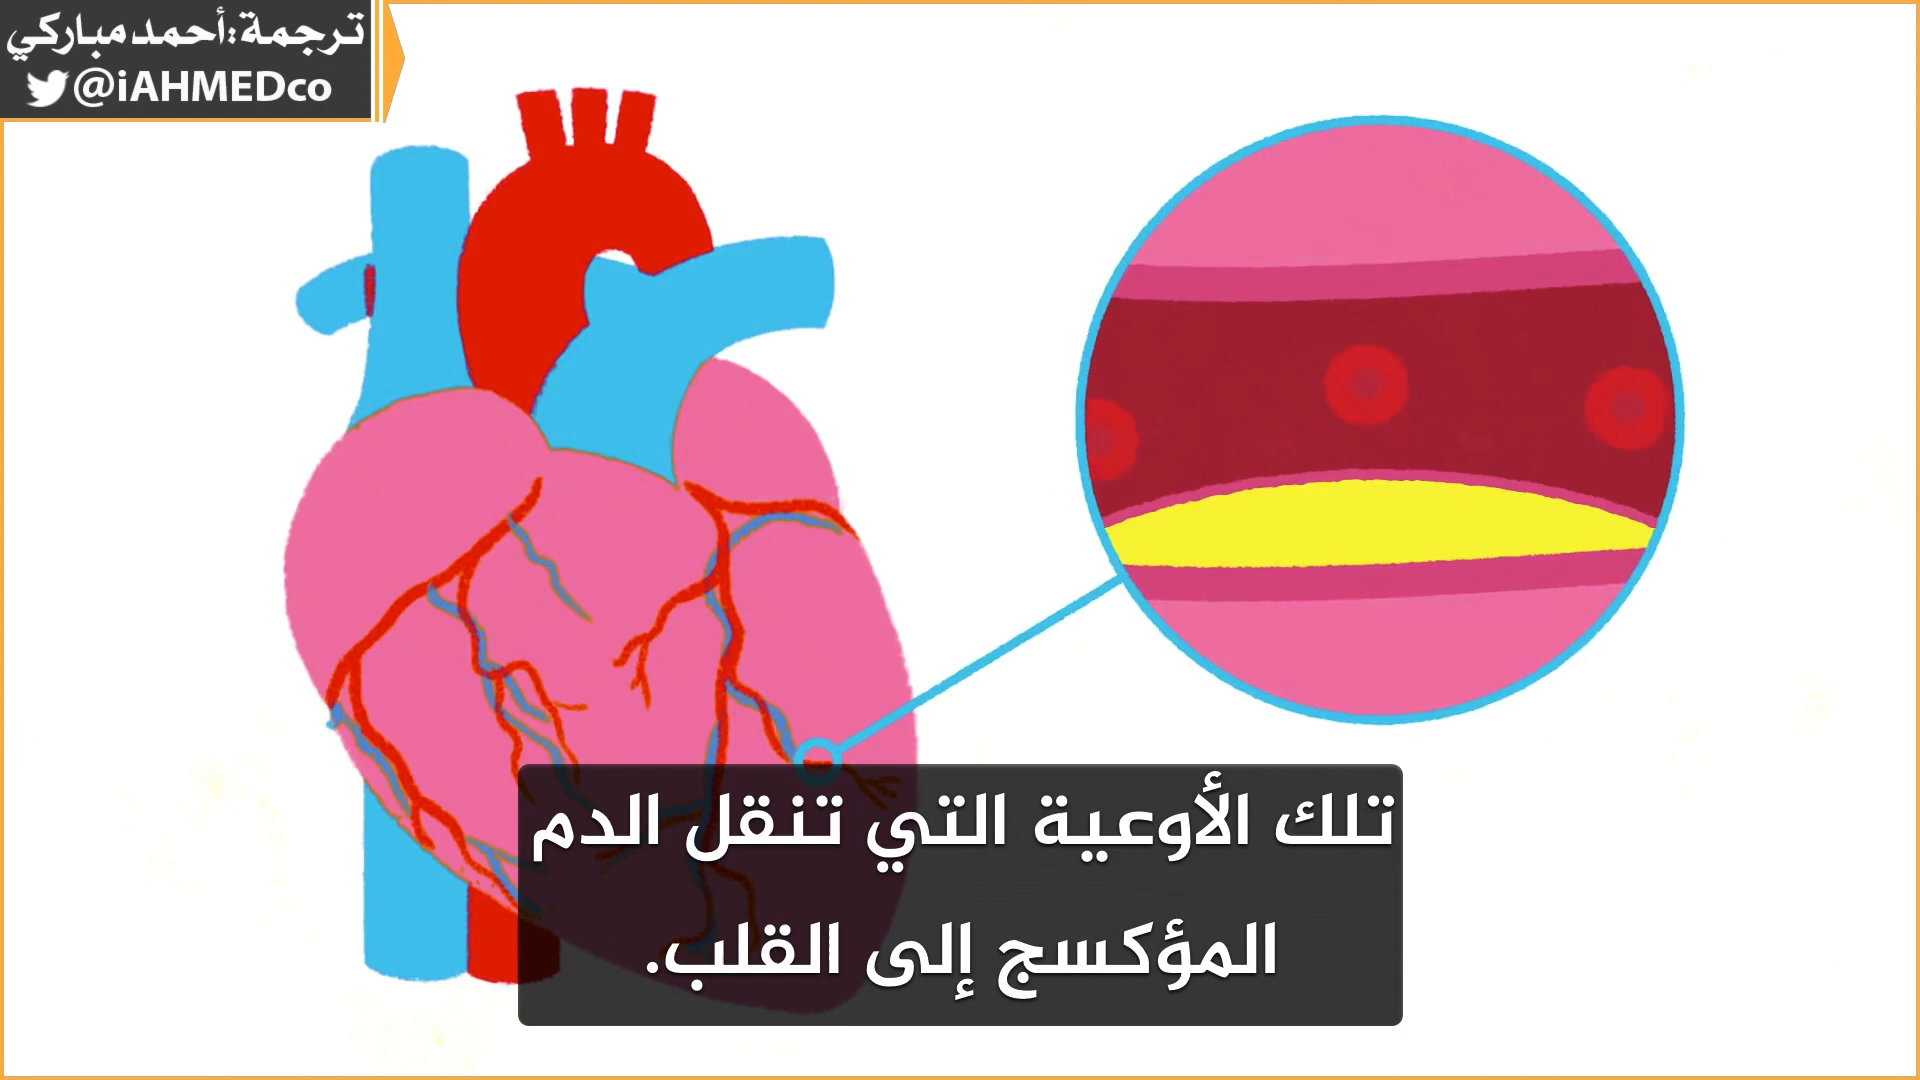 ترجمة:أحمد مباركي
@iAHMEDco
تلك الأوعية التي تنقل الدم
المؤكسج إلى القلب.